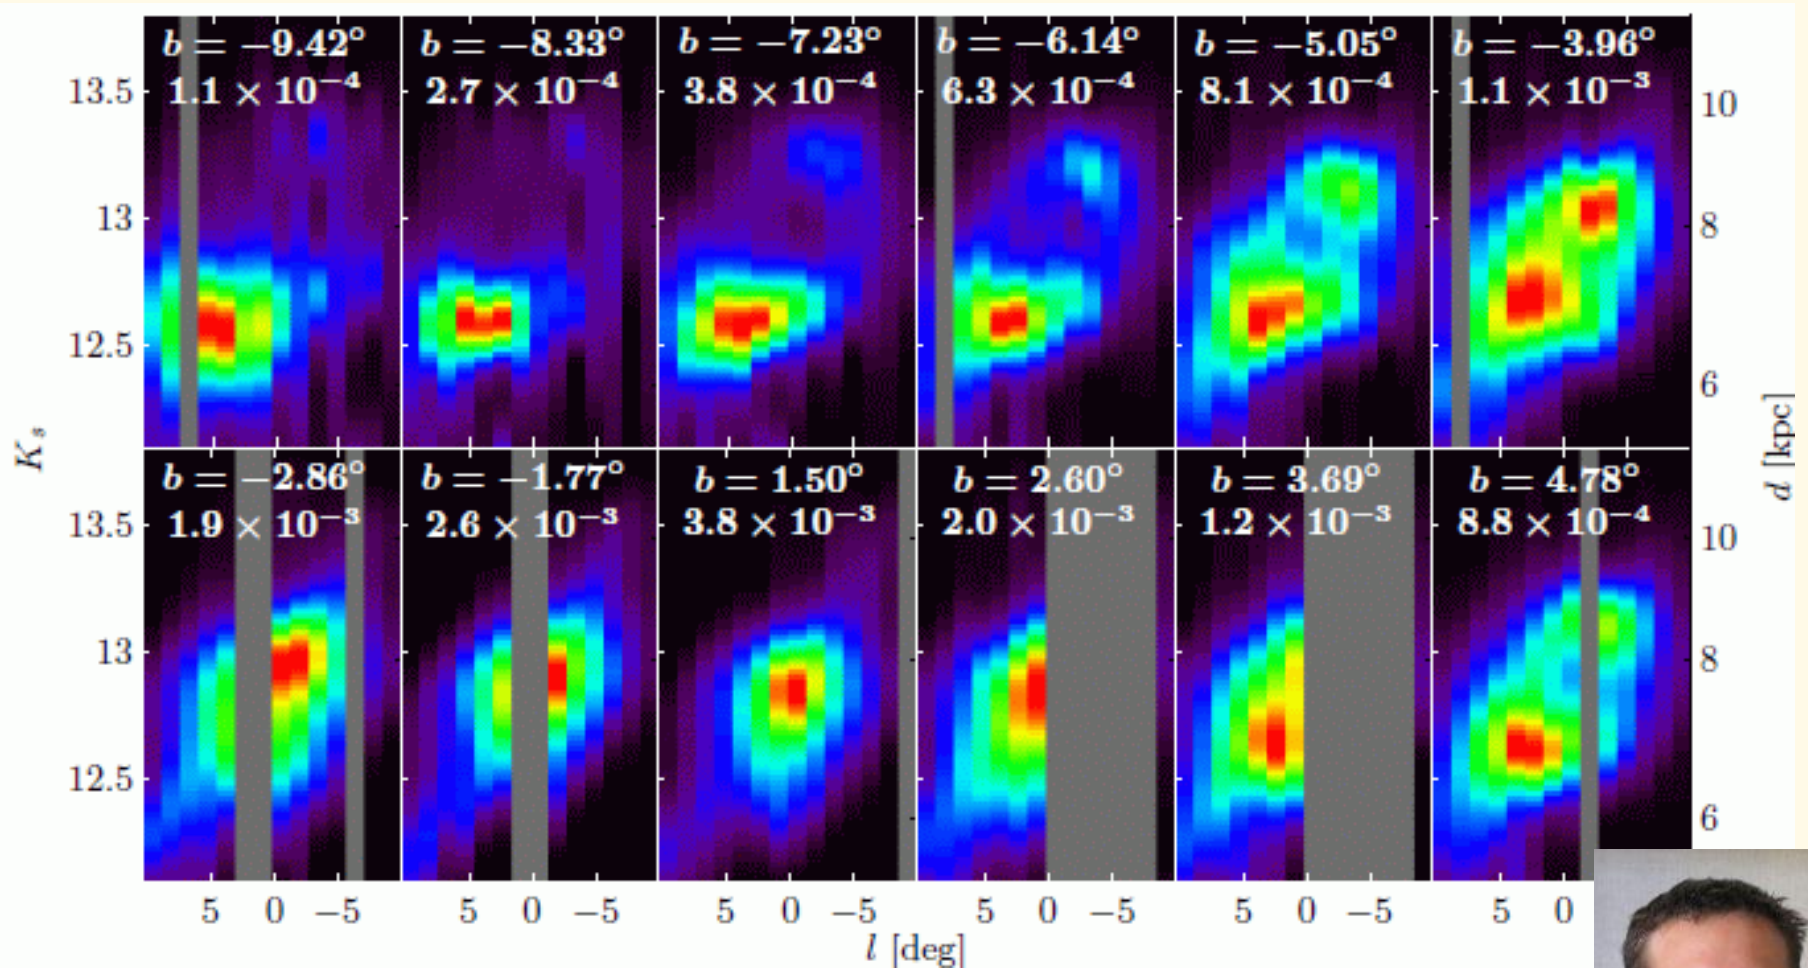 b = −9.42° b = −8.33° b = −7.23° b = −6.14° b = −5.05° b = −3.96°
1.1 × 10⁻⁴ 2.7 × 10⁻⁴ 3.8 × 10⁻⁴ 6.3 × 10⁻⁴ 8.1 × 10⁻⁴ 1.1 × 10⁻³
13.5 10
13 8
12.5 6
K_s d [kpc]
b = −2.86° b = −1.77° b = 1.50° b = 2.60° b = 3.69° b = 4.78°
1.9 × 10⁻³ 2.6 × 10⁻³ 3.8 × 10⁻³ 2.0 × 10⁻³ 1.2 × 10⁻³ 8.8 × 10⁻⁴
13.5 10
13 8
12.5 6
5 0 −5 5 0 −5 5 0 −5 5 0 −5 5 0 −5 5 0
l [deg]